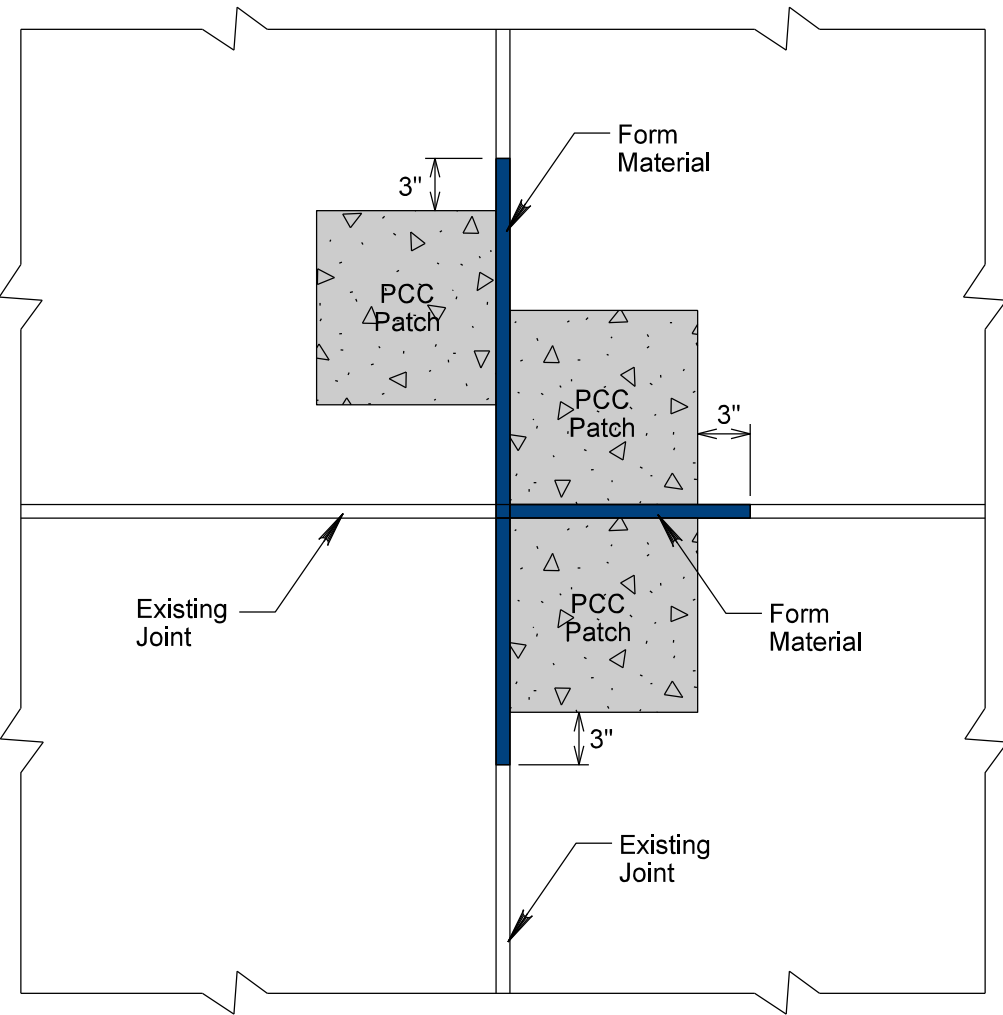 Form
Material
3"
PCC
Patch
PCC
Patch
3"
PCC
Patch
Existing
Joint
Form
Material
3"
Existing
Joint